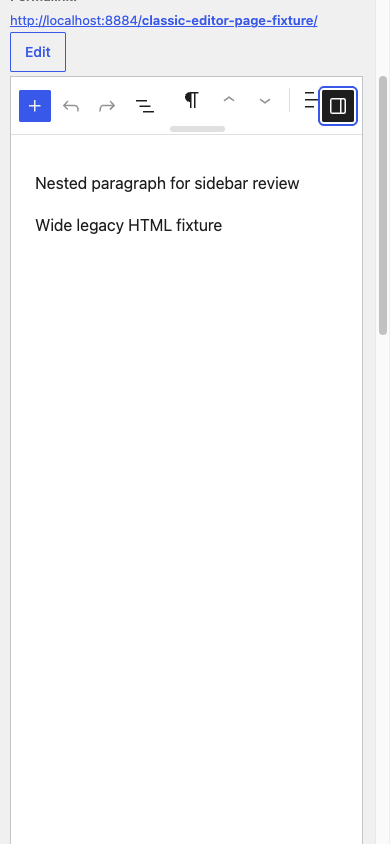 http://localhost:8884/classic-editor-page-fixture/
Edit
Nested paragraph for sidebar review
Wide legacy HTML fixture